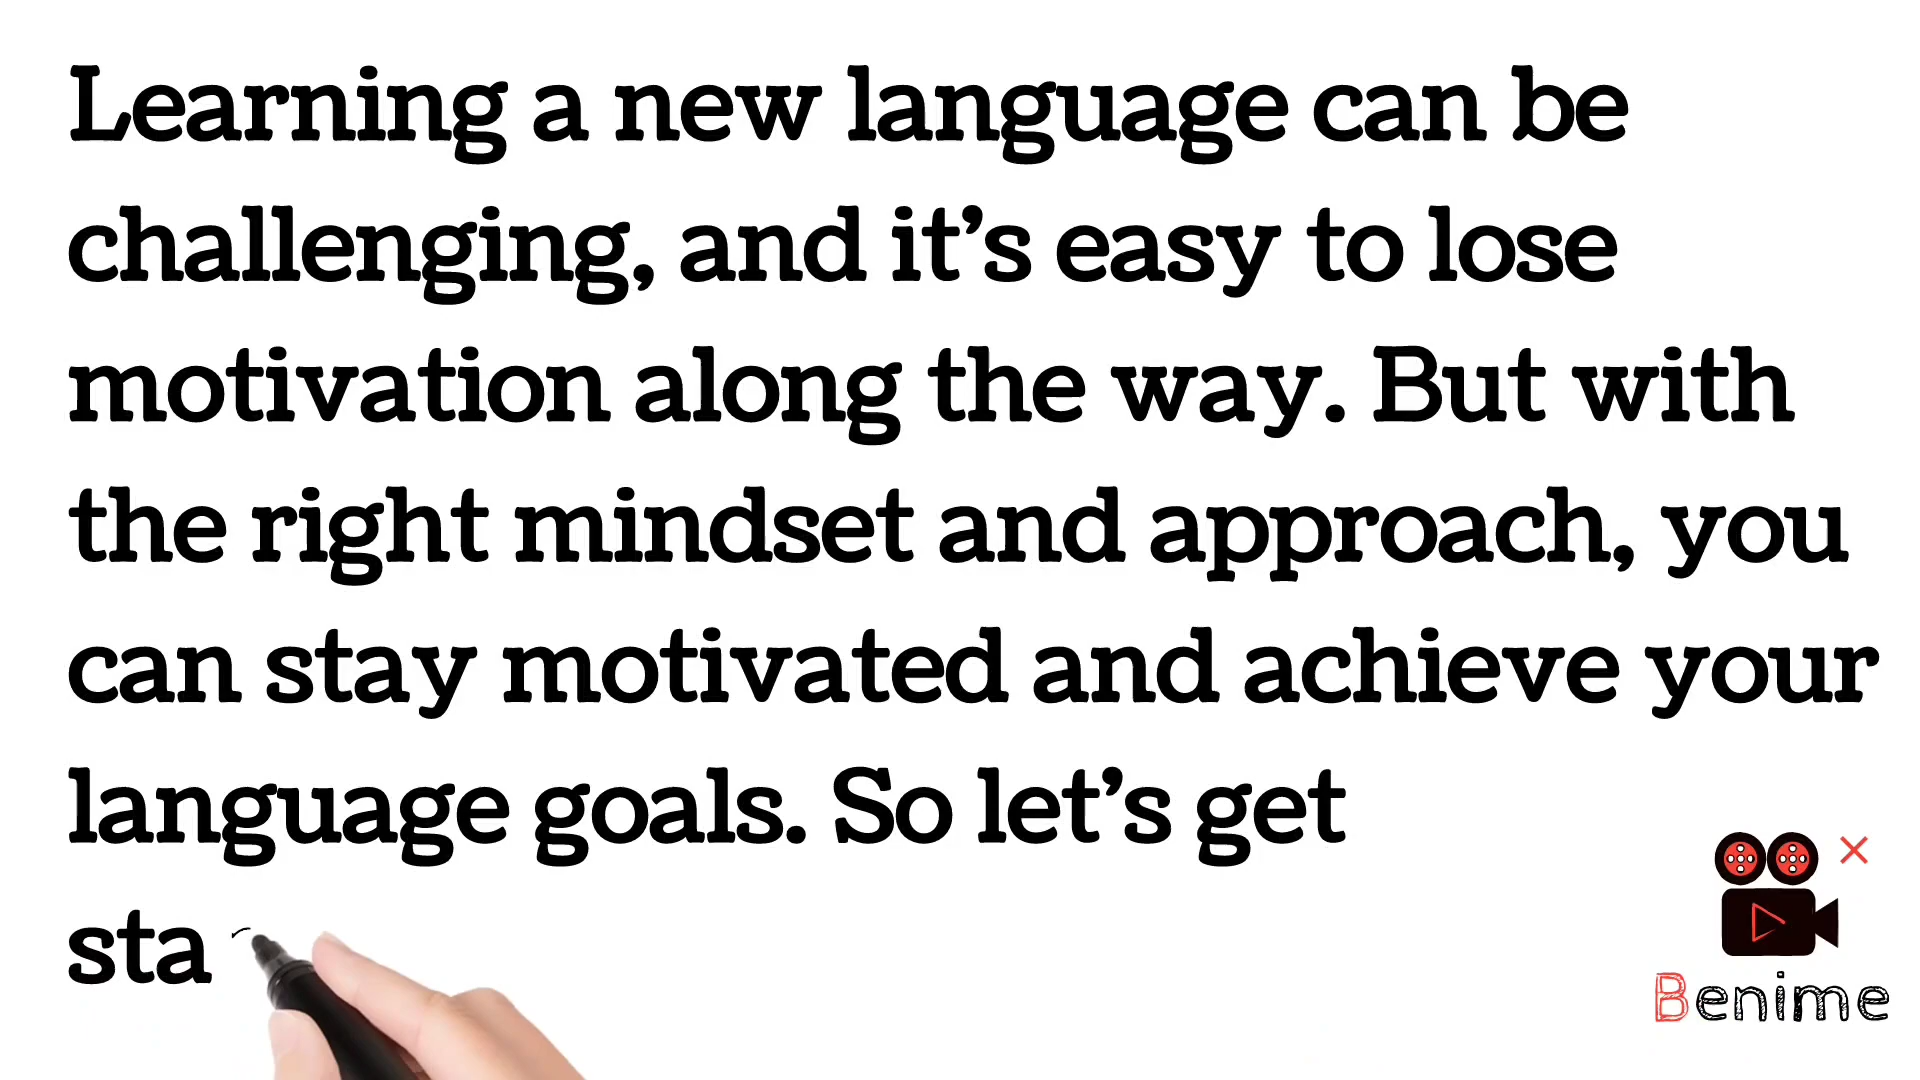 Learning a new language can be
challenging, and it’s easy to lose
motivation along the way. But with
the right mindset and approach, you
can stay motivated and achieve your
language goals. So let’s get
sta
Benime